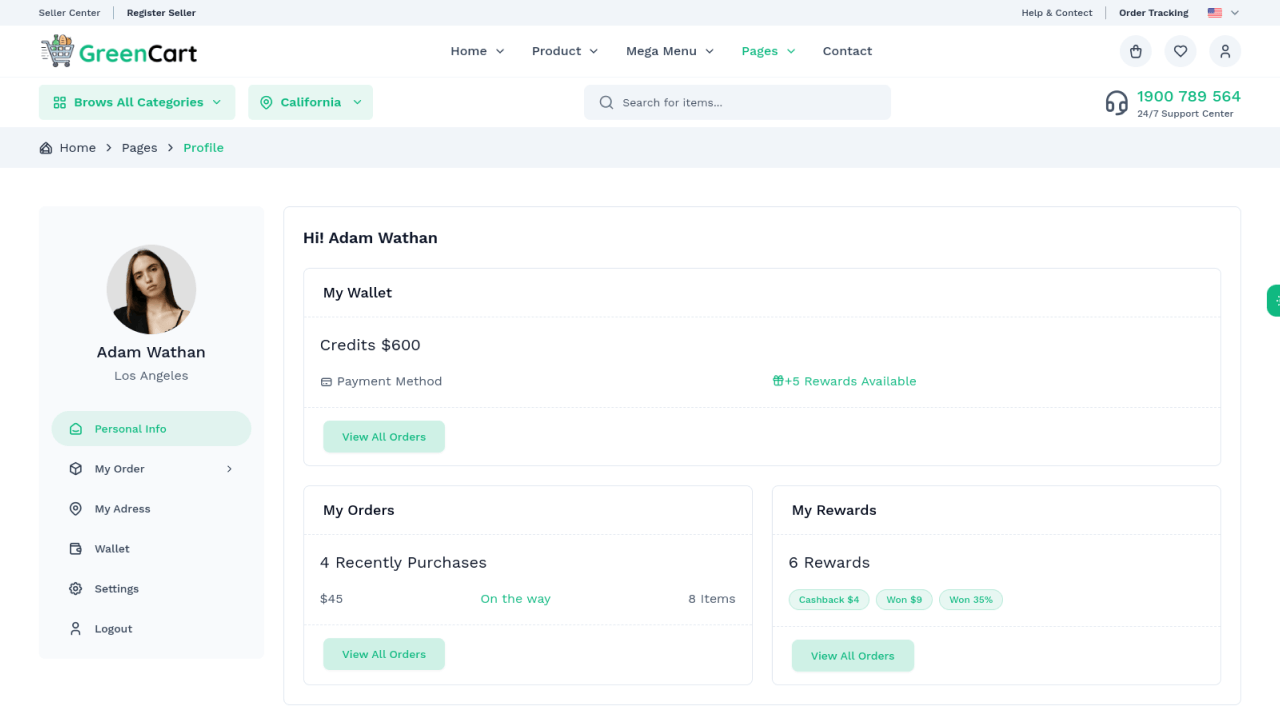 Seller Center
Register Seller
Help & Contect
Order Tracking
GreenCart
Home
Product
Mega Menu
Pages
Contact
Brows All Categories
California
Search for items...
1900 789 564
24/7 Support Center
Home
Pages
Profile
Adam Wathan
Los Angeles
Personal Info
My Order
My Adress
Wallet
Settings
Logout
Hi! Adam Wathan
My Wallet
Credits $600
Payment Method
+5 Rewards Available
View All Orders
My Orders
4 Recently Purchases
$45
On the way
8 Items
View All Orders
My Rewards
6 Rewards
Cashback $4
Won $9
Won 35%
View All Orders